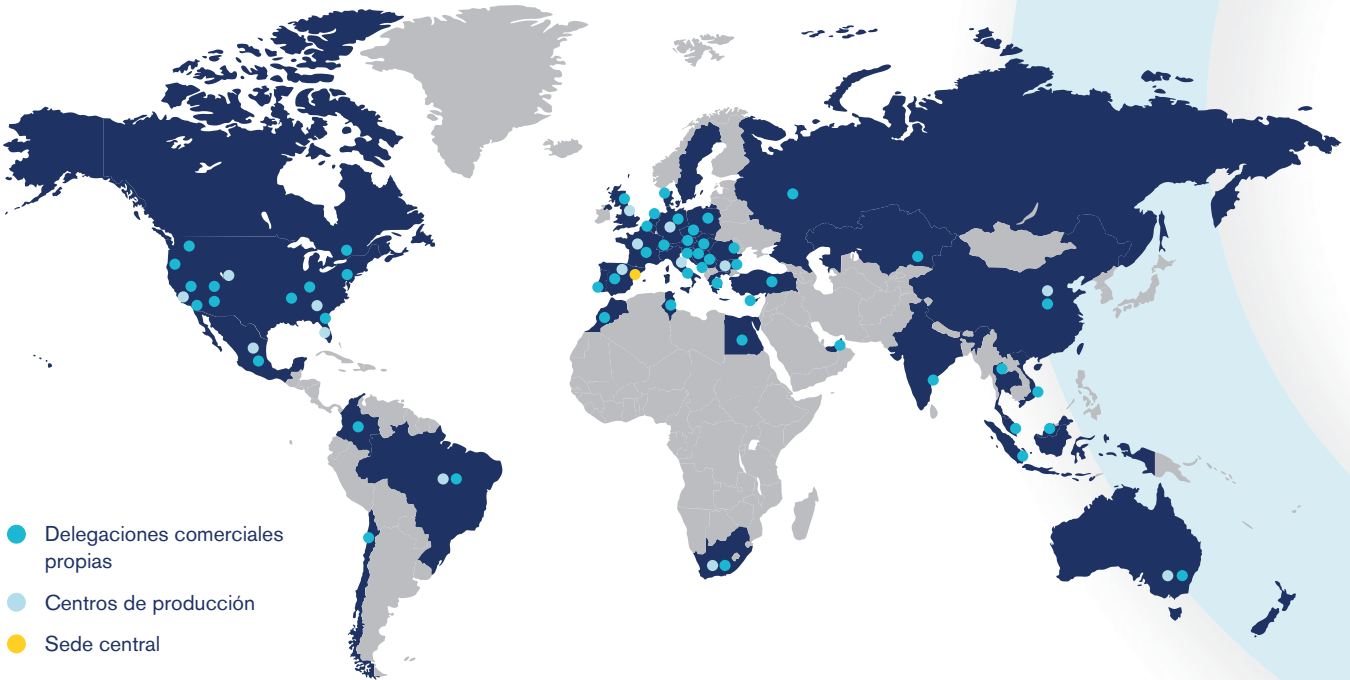 Delegaciones comerciales
propias
Centros de producción
Sede central